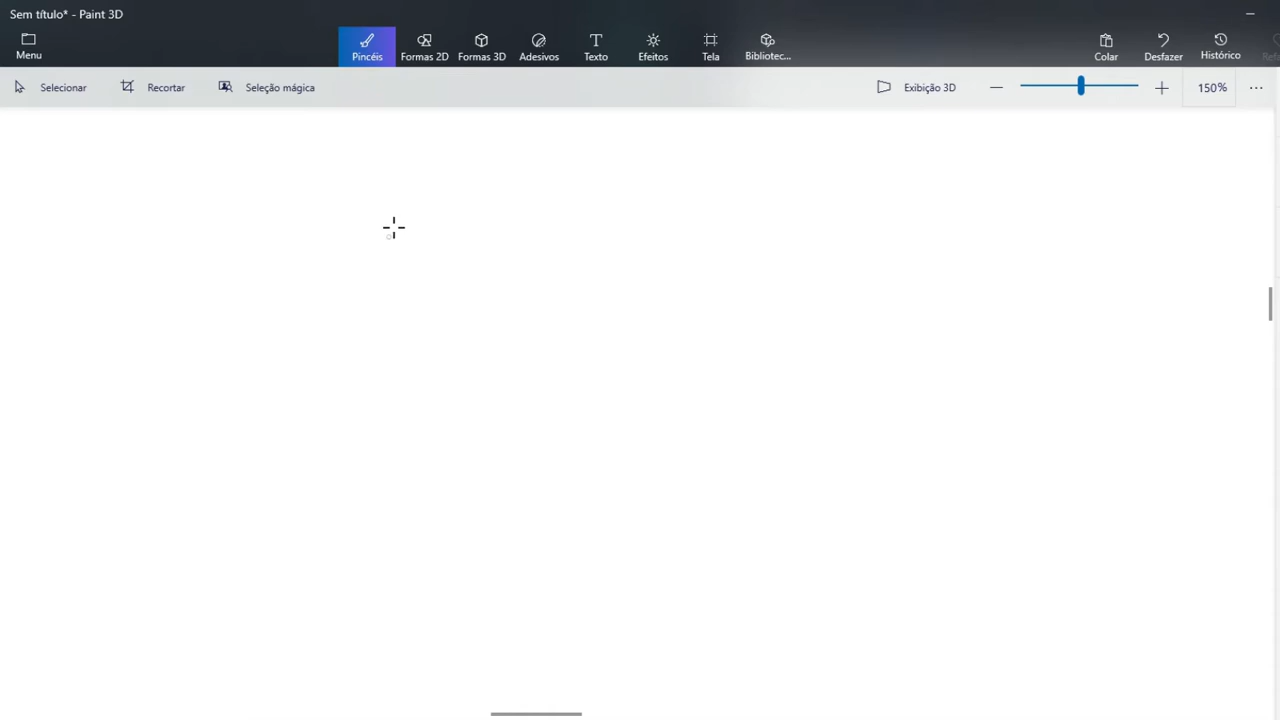 Sem título* - Paint 3D
Menu
Pincéis
Formas 2D
Formas 3D
Adesivos
Texto
Efeitos
Tela
Bibliotec...
Colar
Desfazer
Histórico
Selecionar
Recortar
Seleção mágica
Exibição 3D
150%